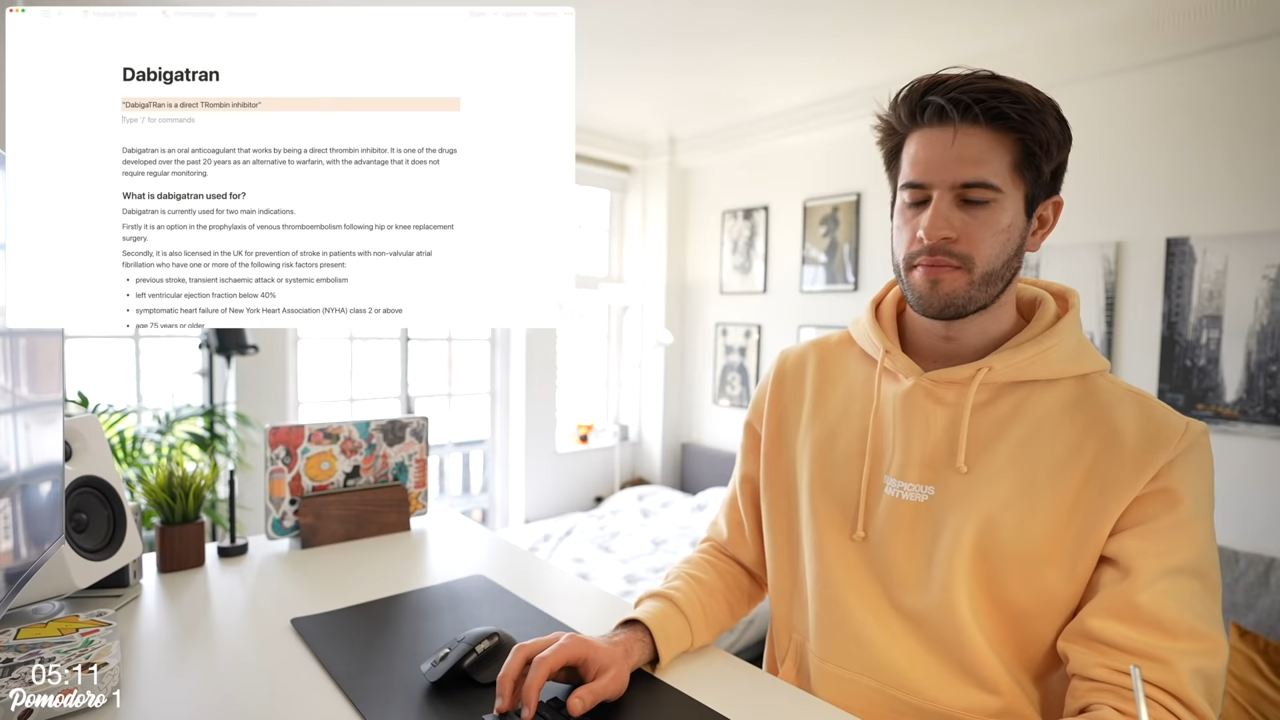 Dabigatran
"DabigaTRan is a direct TRombin inhibitor"
Type '/' for commands
Dabigatran is an oral anticoagulant that works by being a direct thrombin inhibitor. It is one of the drugs
developed over the past 20 years as an alternative to warfarin, with the advantage that it does not
require regular monitoring.
What is dabigatran used for?
Dabigatran is currently used for two main indications.
Firstly it is an option in the prophylaxis of venous thromboembolism following hip or knee replacement
surgery.
Secondly, it is also licensed in the UK for prevention of stroke in patients with non-valvular atrial
fibrillation who have one or more of the following risk factors present:
• previous stroke, transient ischaemic attack or systemic embolism
• left ventricular ejection fraction below 40%
• symptomatic heart failure of New York Heart Association (NYHA) class 2 or above
• age 75 years or older
SUSPICIOUS
ANTWERP
3
05:11
Pomodoro 1